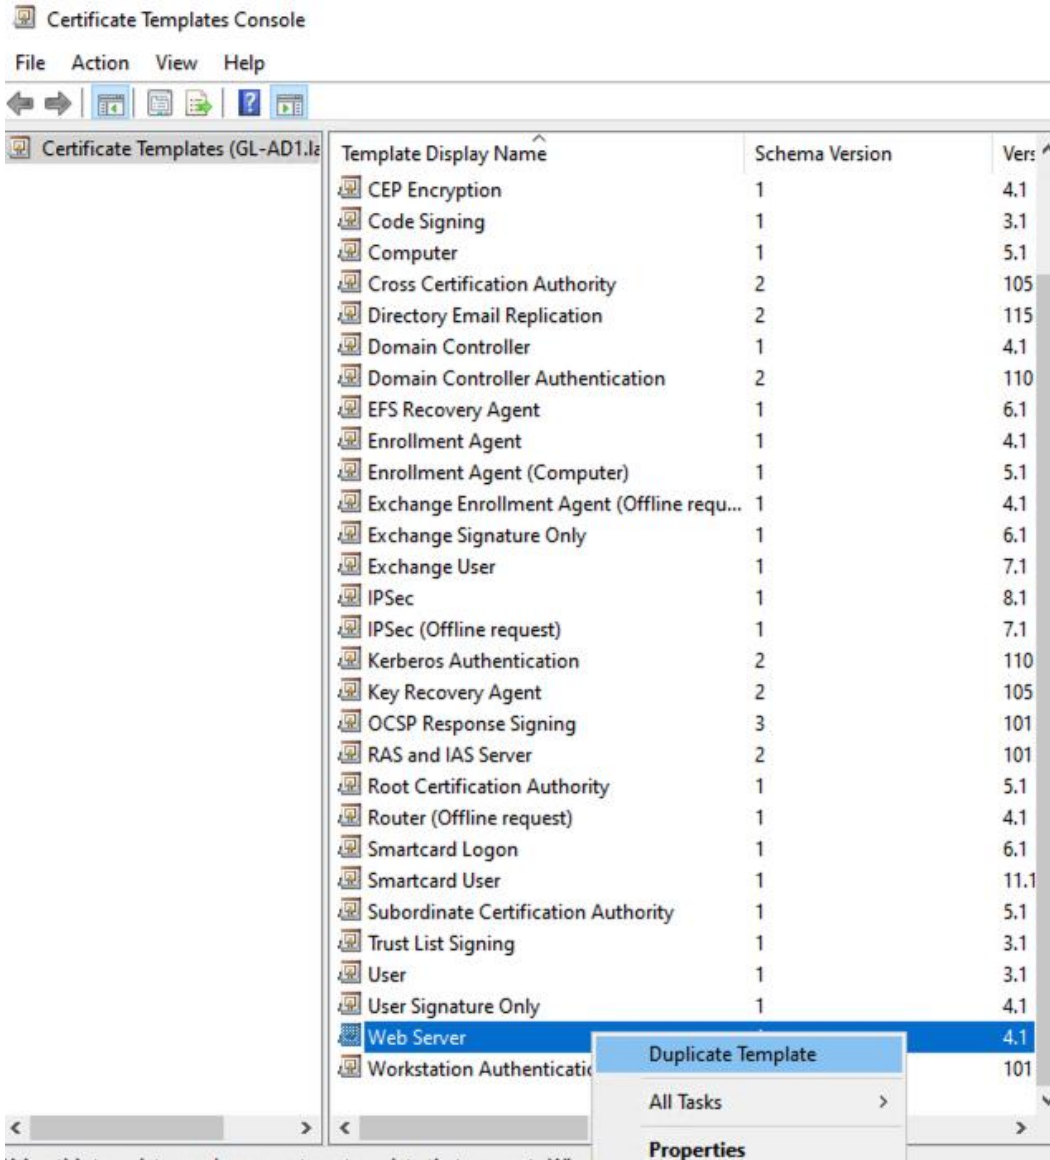 Certificate Templates Console
File Action View Help
Certificate Templates (GL-AD1.la
Template Display Name Schema Version Vers
CEP Encryption 1 4.1
Code Signing 1 3.1
Computer 1 5.1
Cross Certification Authority 2 105
Directory Email Replication 2 115
Domain Controller 1 4.1
Domain Controller Authentication 2 110
EFS Recovery Agent 1 6.1
Enrollment Agent 1 4.1
Enrollment Agent (Computer) 1 5.1
Exchange Enrollment Agent (Offline requ... 1 4.1
Exchange Signature Only 1 6.1
Exchange User 1 7.1
IPSec 1 8.1
IPSec (Offline request) 1 7.1
Kerberos Authentication 2 110
Key Recovery Agent 2 105
OCSP Response Signing 3 101
RAS and IAS Server 2 101
Root Certification Authority 1 5.1
Router (Offline request) 1 4.1
Smartcard Logon 1 6.1
Smartcard User 1 11.1
Subordinate Certification Authority 1 5.1
Trust List Signing 1 3.1
User 1 3.1
User Signature Only 1 4.1
Web Server 4.1
Duplicate Template
Workstation Authenticatio 101
All Tasks
Properties